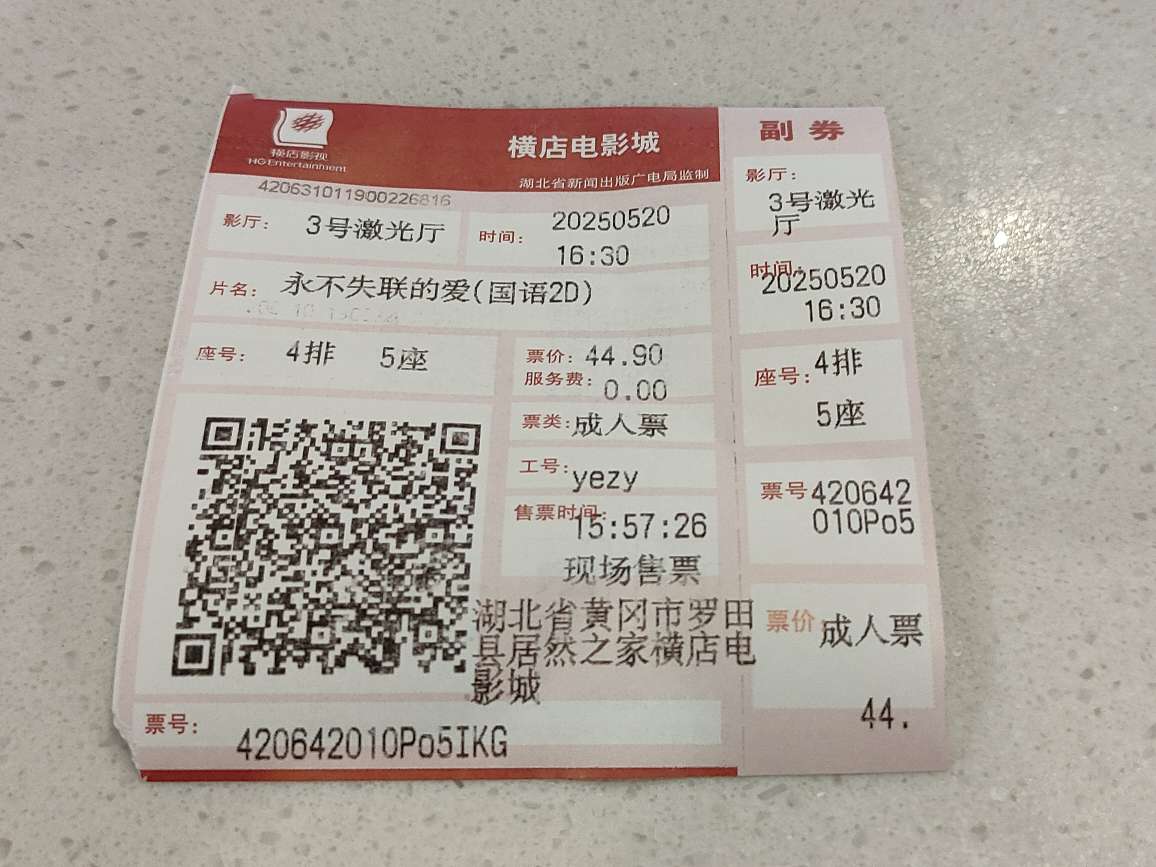 横店影视
HG Entertainment
横店电影城
湖北省新闻出版广电局监制
420631011900226816
影厅: 3号激光厅
时间: 20250520
16:30
片名: 永不失联的爱(国语2D)
座号: 4排 5座
票价: 44.90
服务费: 0.00
票类: 成人票
工号: yezy
售票时间: 15:57:26
现场售票
湖北省黄冈市罗田
县居然之家横店电
影城
票号:
420642010Po5IKG
副券
影厅:
3号激光
厅
时间:
20250520
16:30
座号: 4排
5座
票号 420642
010Po5
票价: 成人票
44.